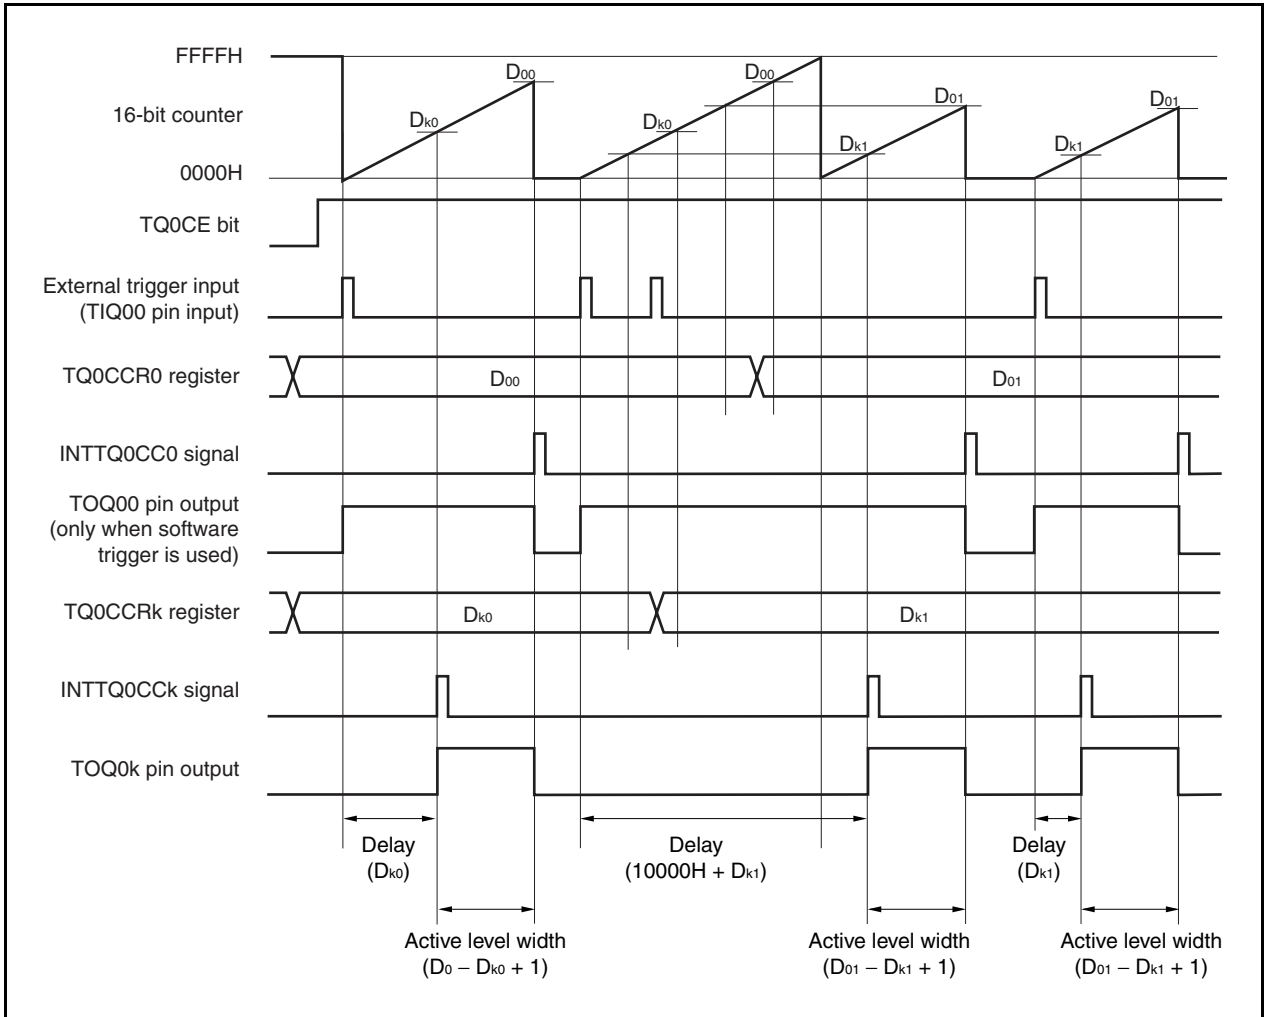 FFFFH
16-bit counter
0000H
Dk0
D00
Dk0
D00
Dk1
D01
Dk1
D01
TQ0CE bit
External trigger input
(TIQ00 pin input)
TQ0CCR0 register
D00
D01
INTTQ0CC0 signal
TOQ00 pin output
(only when software
trigger is used)
TQ0CCRk register
Dk0
Dk1
INTTQ0CCk signal
TOQ0k pin output
Delay
(Dk0)
Delay
(10000H + Dk1)
Delay
(Dk1)
Active level width
(D0 − Dk0 + 1)
Active level width
(D01 − Dk1 + 1)
Active level width
(D01 − Dk1 + 1)